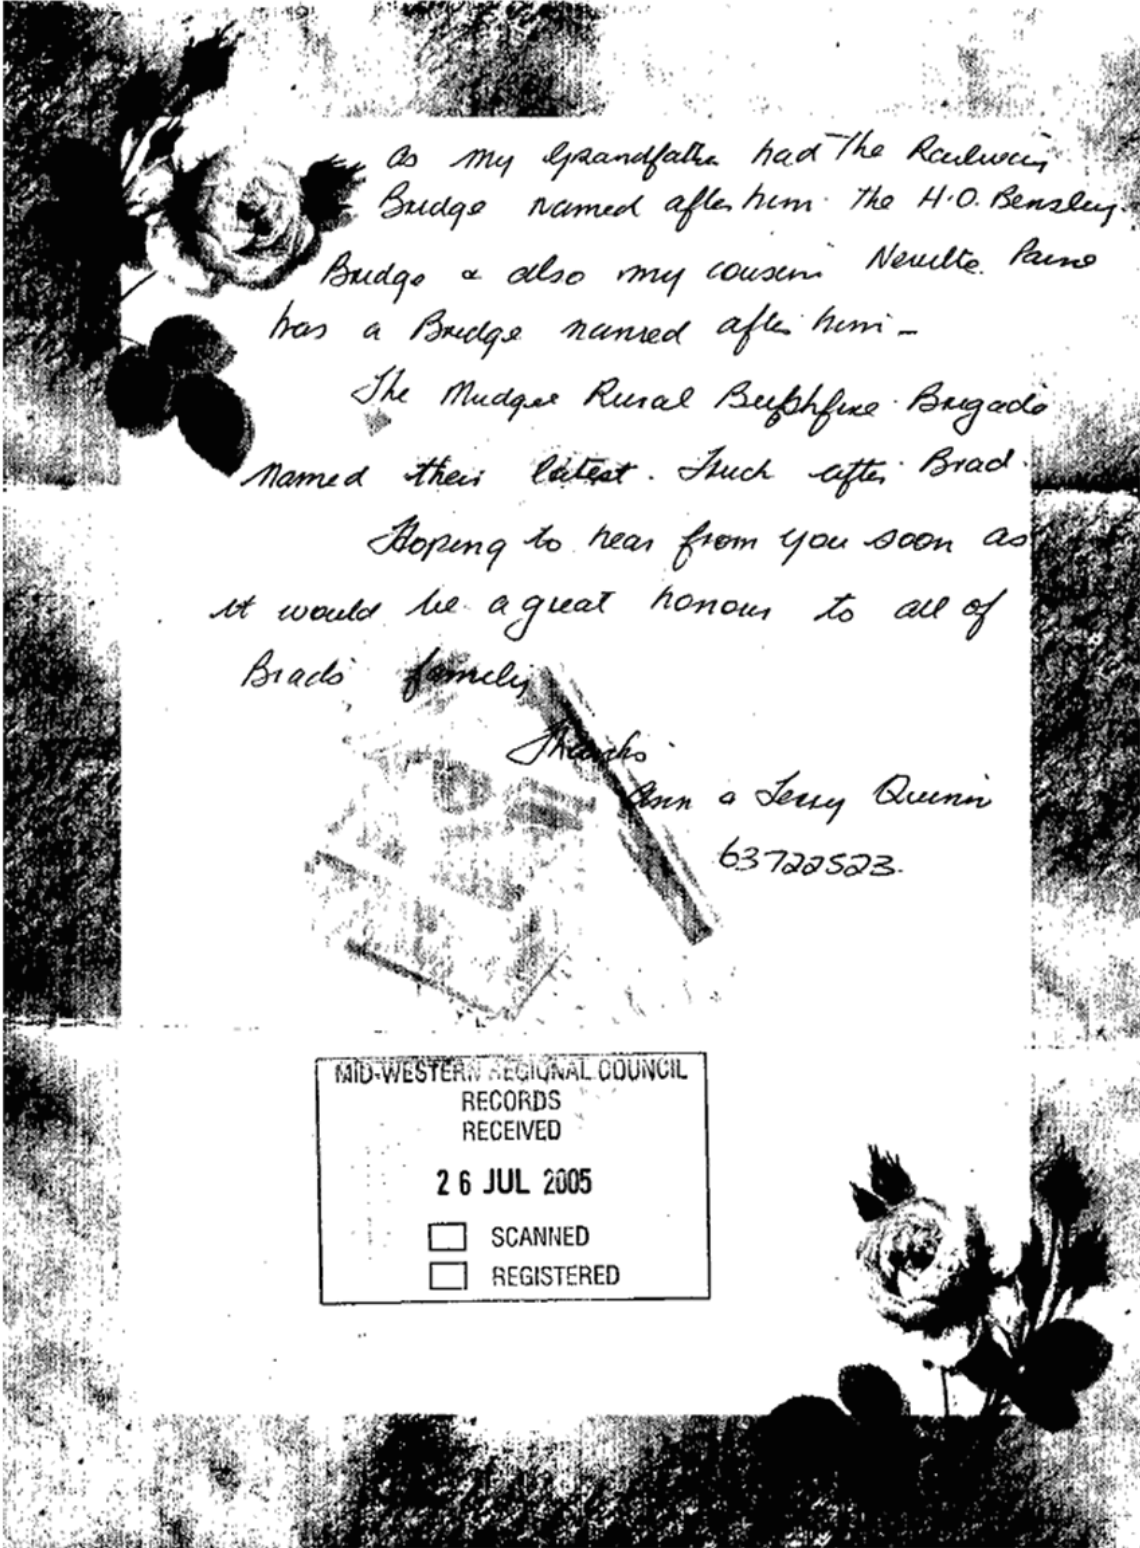 as my Grandfather had the Railway
Bridge named after him. The H.O. Bensley.
Bridge & also my cousin Neville Paine
has a Bridge named after him -
The Mudgee Rural Bushfire Brigade
named their latest. Truck after Brad.
Hoping to hear from you soon as
it would be a great honour to all of
Brads family
Thanks
Ann & Terry Quinn
63722523.
MID-WESTERN REGIONAL COUNCIL
RECORDS
RECEIVED
26 JUL 2005
SCANNED
REGISTERED